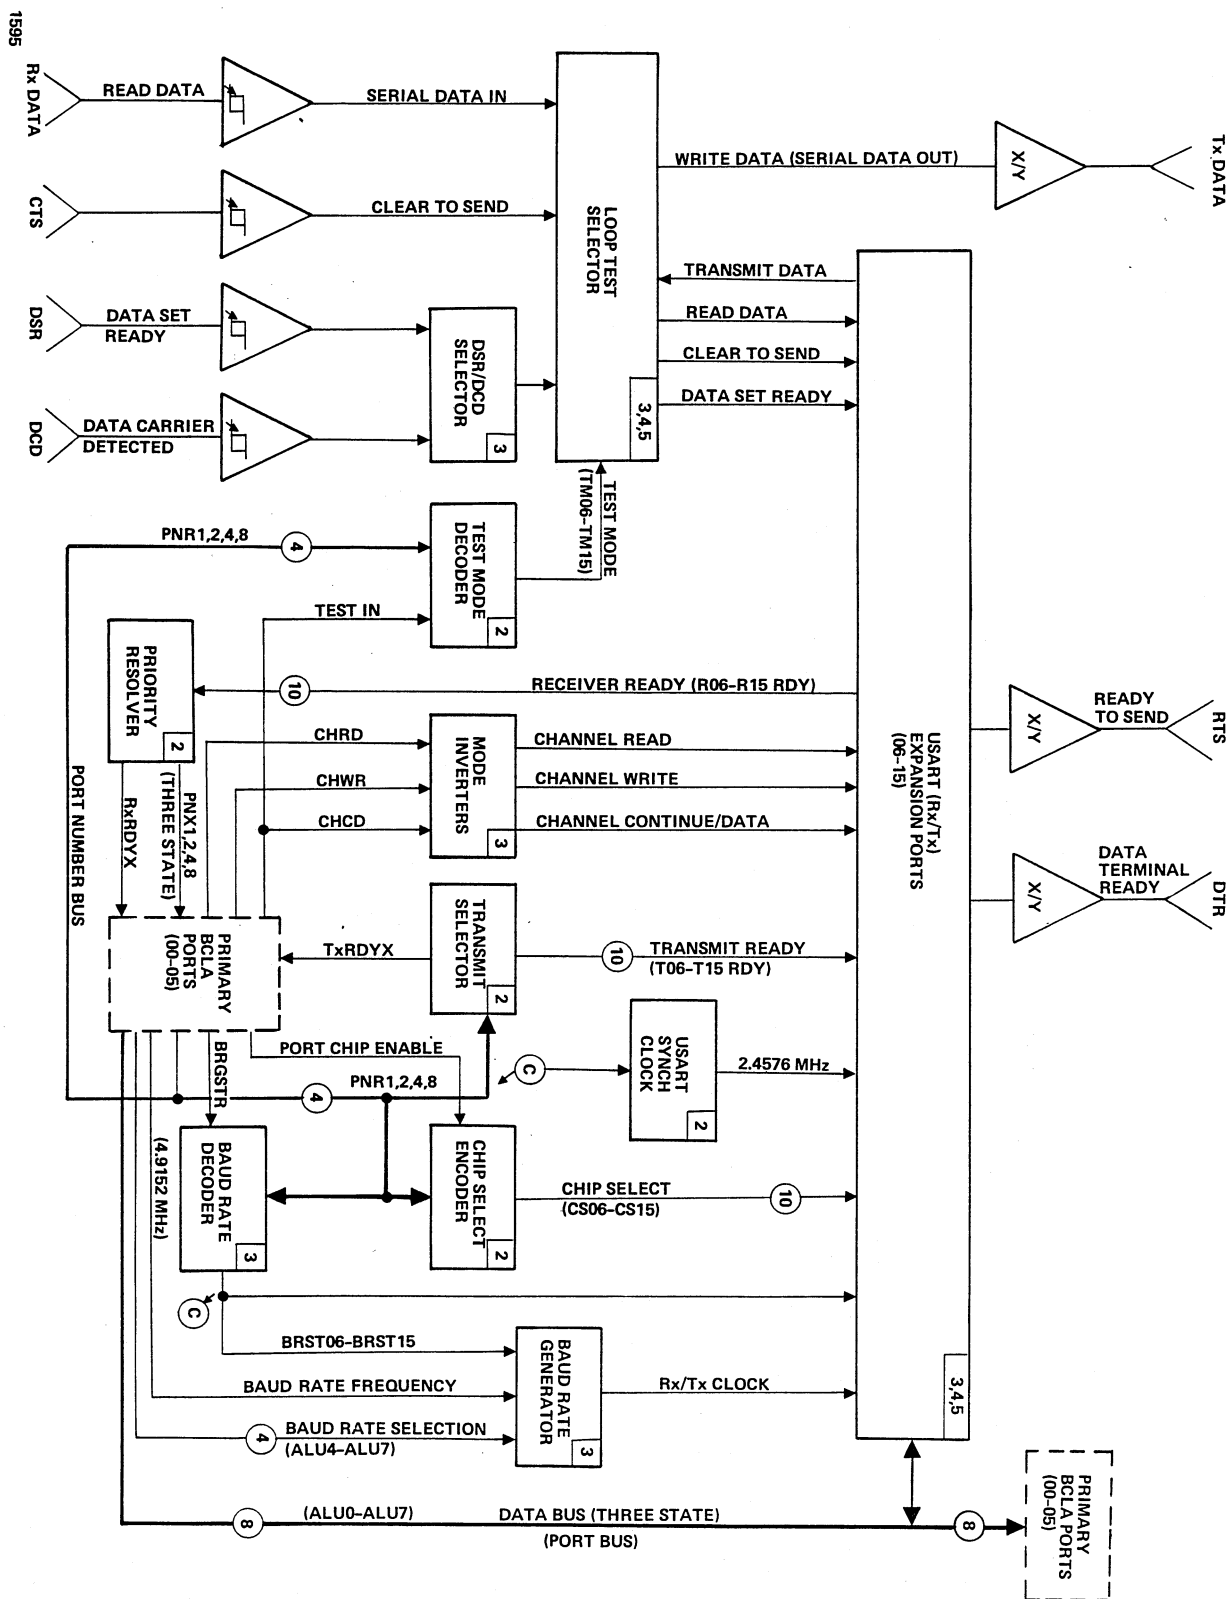 1595
Rx DATA
READ DATA
SERIAL DATA IN
CTS
CLEAR TO SEND
DSR
DATA SET
READY
DCD
DATA CARRIER
DETECTED
DSR/DCD
SELECTOR
3
LOOP TEST
SELECTOR
3,4,5
WRITE DATA (SERIAL DATA OUT)
X/Y
Tx DATA
TRANSMIT DATA
READ DATA
CLEAR TO SEND
DATA SET READY
TEST MODE
(TM06-TM15)
PNR1,2,4,8
4
TEST MODE
DECODER
2
TEST IN
PRIORITY
RESOLVER
2
10
RECEIVER READY (R06-R15 RDY)
CHRD
CHWR
CHCD
MODE
INVERTERS
3
CHANNEL READ
CHANNEL WRITE
CHANNEL CONTINUE/DATA
USART (Rx/Tx)
EXPANSION PORTS
(06-15)
3,4,5
X/Y
READY
TO SEND
RTS
X/Y
DATA
TERMINAL
READY
DTR
PORT NUMBER BUS
RxRDYX
PNX1,2,4,8
(THREE STATE)
PRIMARY
BCLA
PORTS
(00-05)
TxRDYX
TRANSMIT
SELECTOR
2
10
TRANSMIT READY
(T06-T15 RDY)
BRGSTR
PORT CHIP ENABLE
PNR1,2,4,8
4
C
USART
SYNCH
CLOCK
2
2.4576 MHz
(4.9152 MHz)
BAUD RATE
DECODER
3
CHIP SELECT
ENCODER
2
CHIP SELECT
(CS06-CS15)
10
C
BRST06-BRST15
BAUD RATE FREQUENCY
4
BAUD RATE SELECTION
(ALU4-ALU7)
BAUD RATE
GENERATOR
3
Rx/Tx CLOCK
8
(ALU0-ALU7)
DATA BUS (THREE STATE)
(PORT BUS)
8
PRIMARY
BCLA PORTS
(00-05)